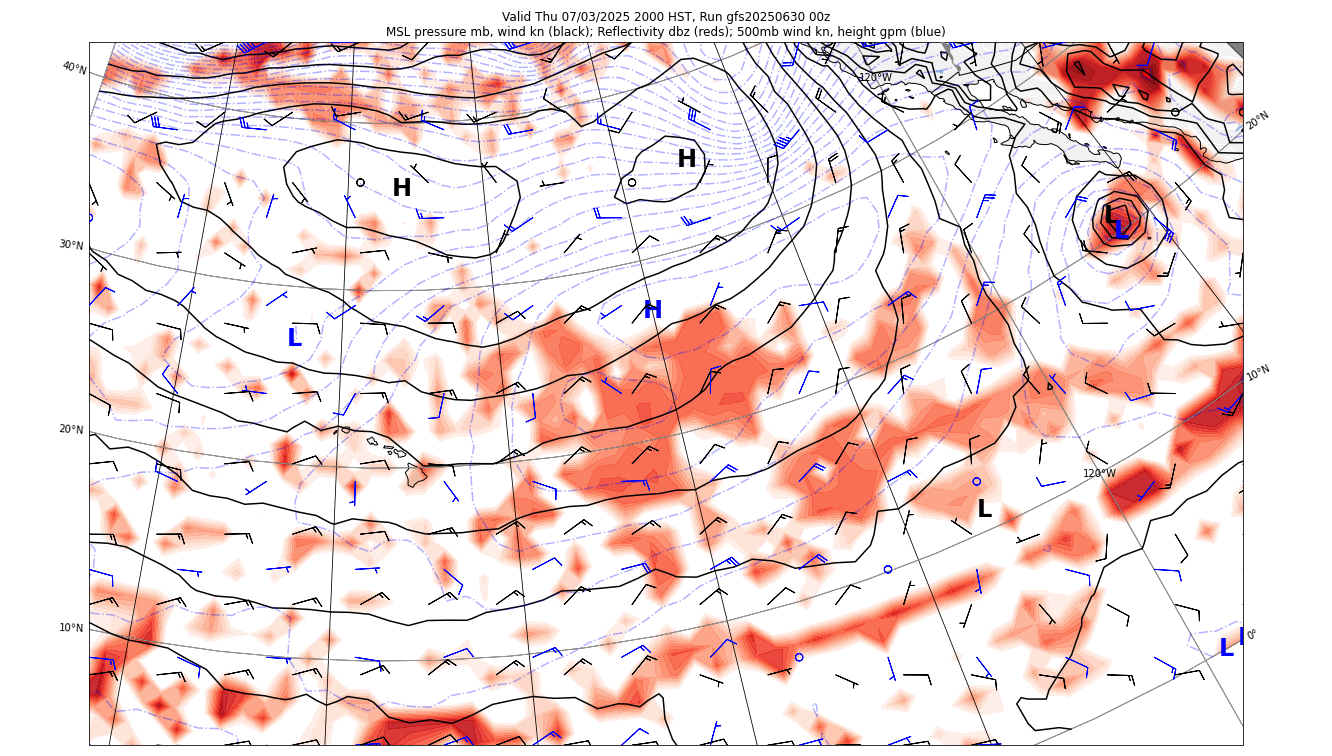 Valid Thu 07/03/2025 2000 HST, Run gfs20250630 00z
MSL pressure mb, wind kn (black); Reflectivity dbz (reds); 500mb wind kn, height gpm (blue)
40°N
120°W
20°N
H
H
L
L
30°N
H
L
10°N
20°N
120°W
L
10°N
0°
L